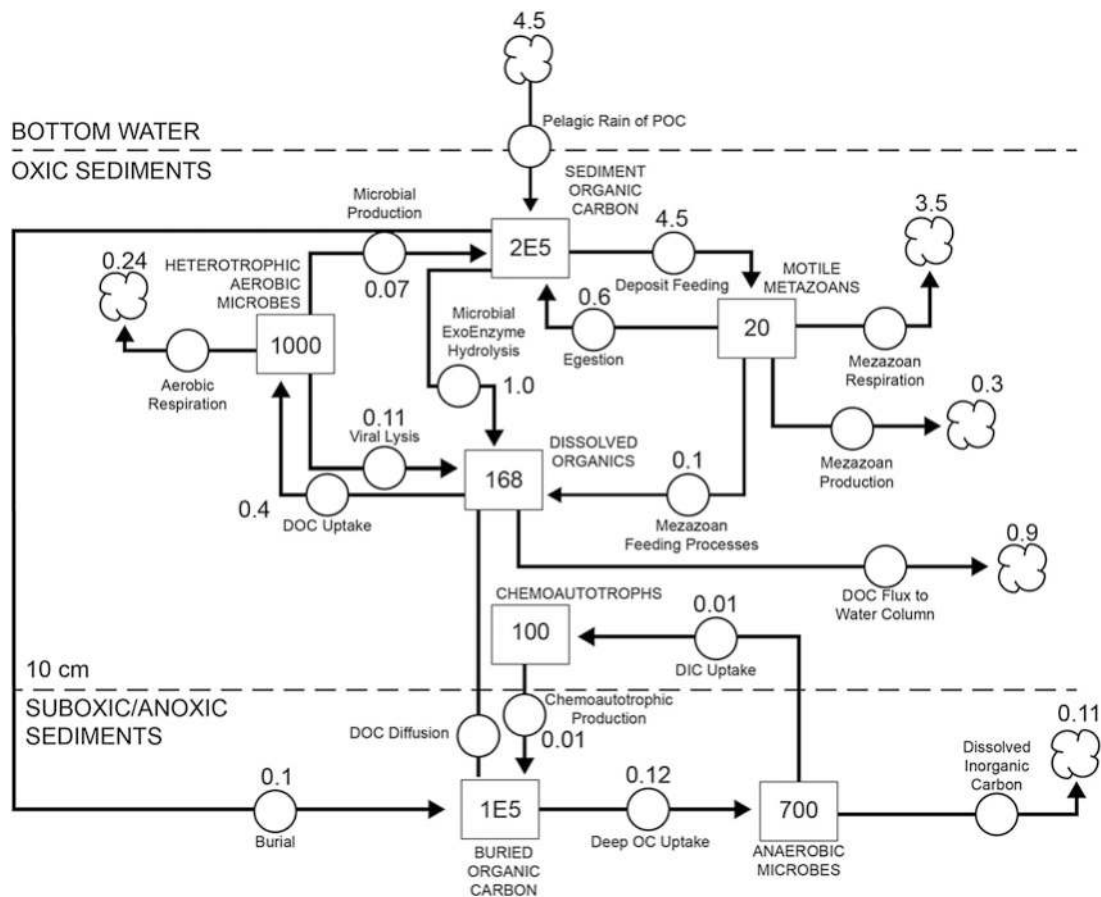 4.5
Pelagic Rain of POC
BOTTOM WATER
OXIC SEDIMENTS
SEDIMENT
ORGANIC
CARBON
2E5
Microbial
Production
0.07
4.5
Deposit Feeding
3.5
0.24
HETEROTROPHIC
AEROBIC
MICROBES
1000
Aerobic
Respiration
Microbial
ExoEnzyme
Hydrolysis
1.0
0.6
Egestion
MOTILE
METAZOANS
20
Mezazoan
Respiration
0.3
Mezazoan
Production
0.11
Viral Lysis
DISSOLVED
ORGANICS
168
0.4
DOC Uptake
0.1
Mezazoan
Feeding Processes
0.9
DOC Flux to
Water Column
CHEMOAUTOTROPHS
100
0.01
DIC Uptake
10 cm
SUBOXIC/ANOXIC
SEDIMENTS
DOC Diffusion
Chemoautotrophic
Production
0.01
0.11
Dissolved
Inorganic
Carbon
0.1
Burial
1E5
BURIED
ORGANIC
CARBON
0.12
Deep OC Uptake
700
ANAEROBIC
MICROBES